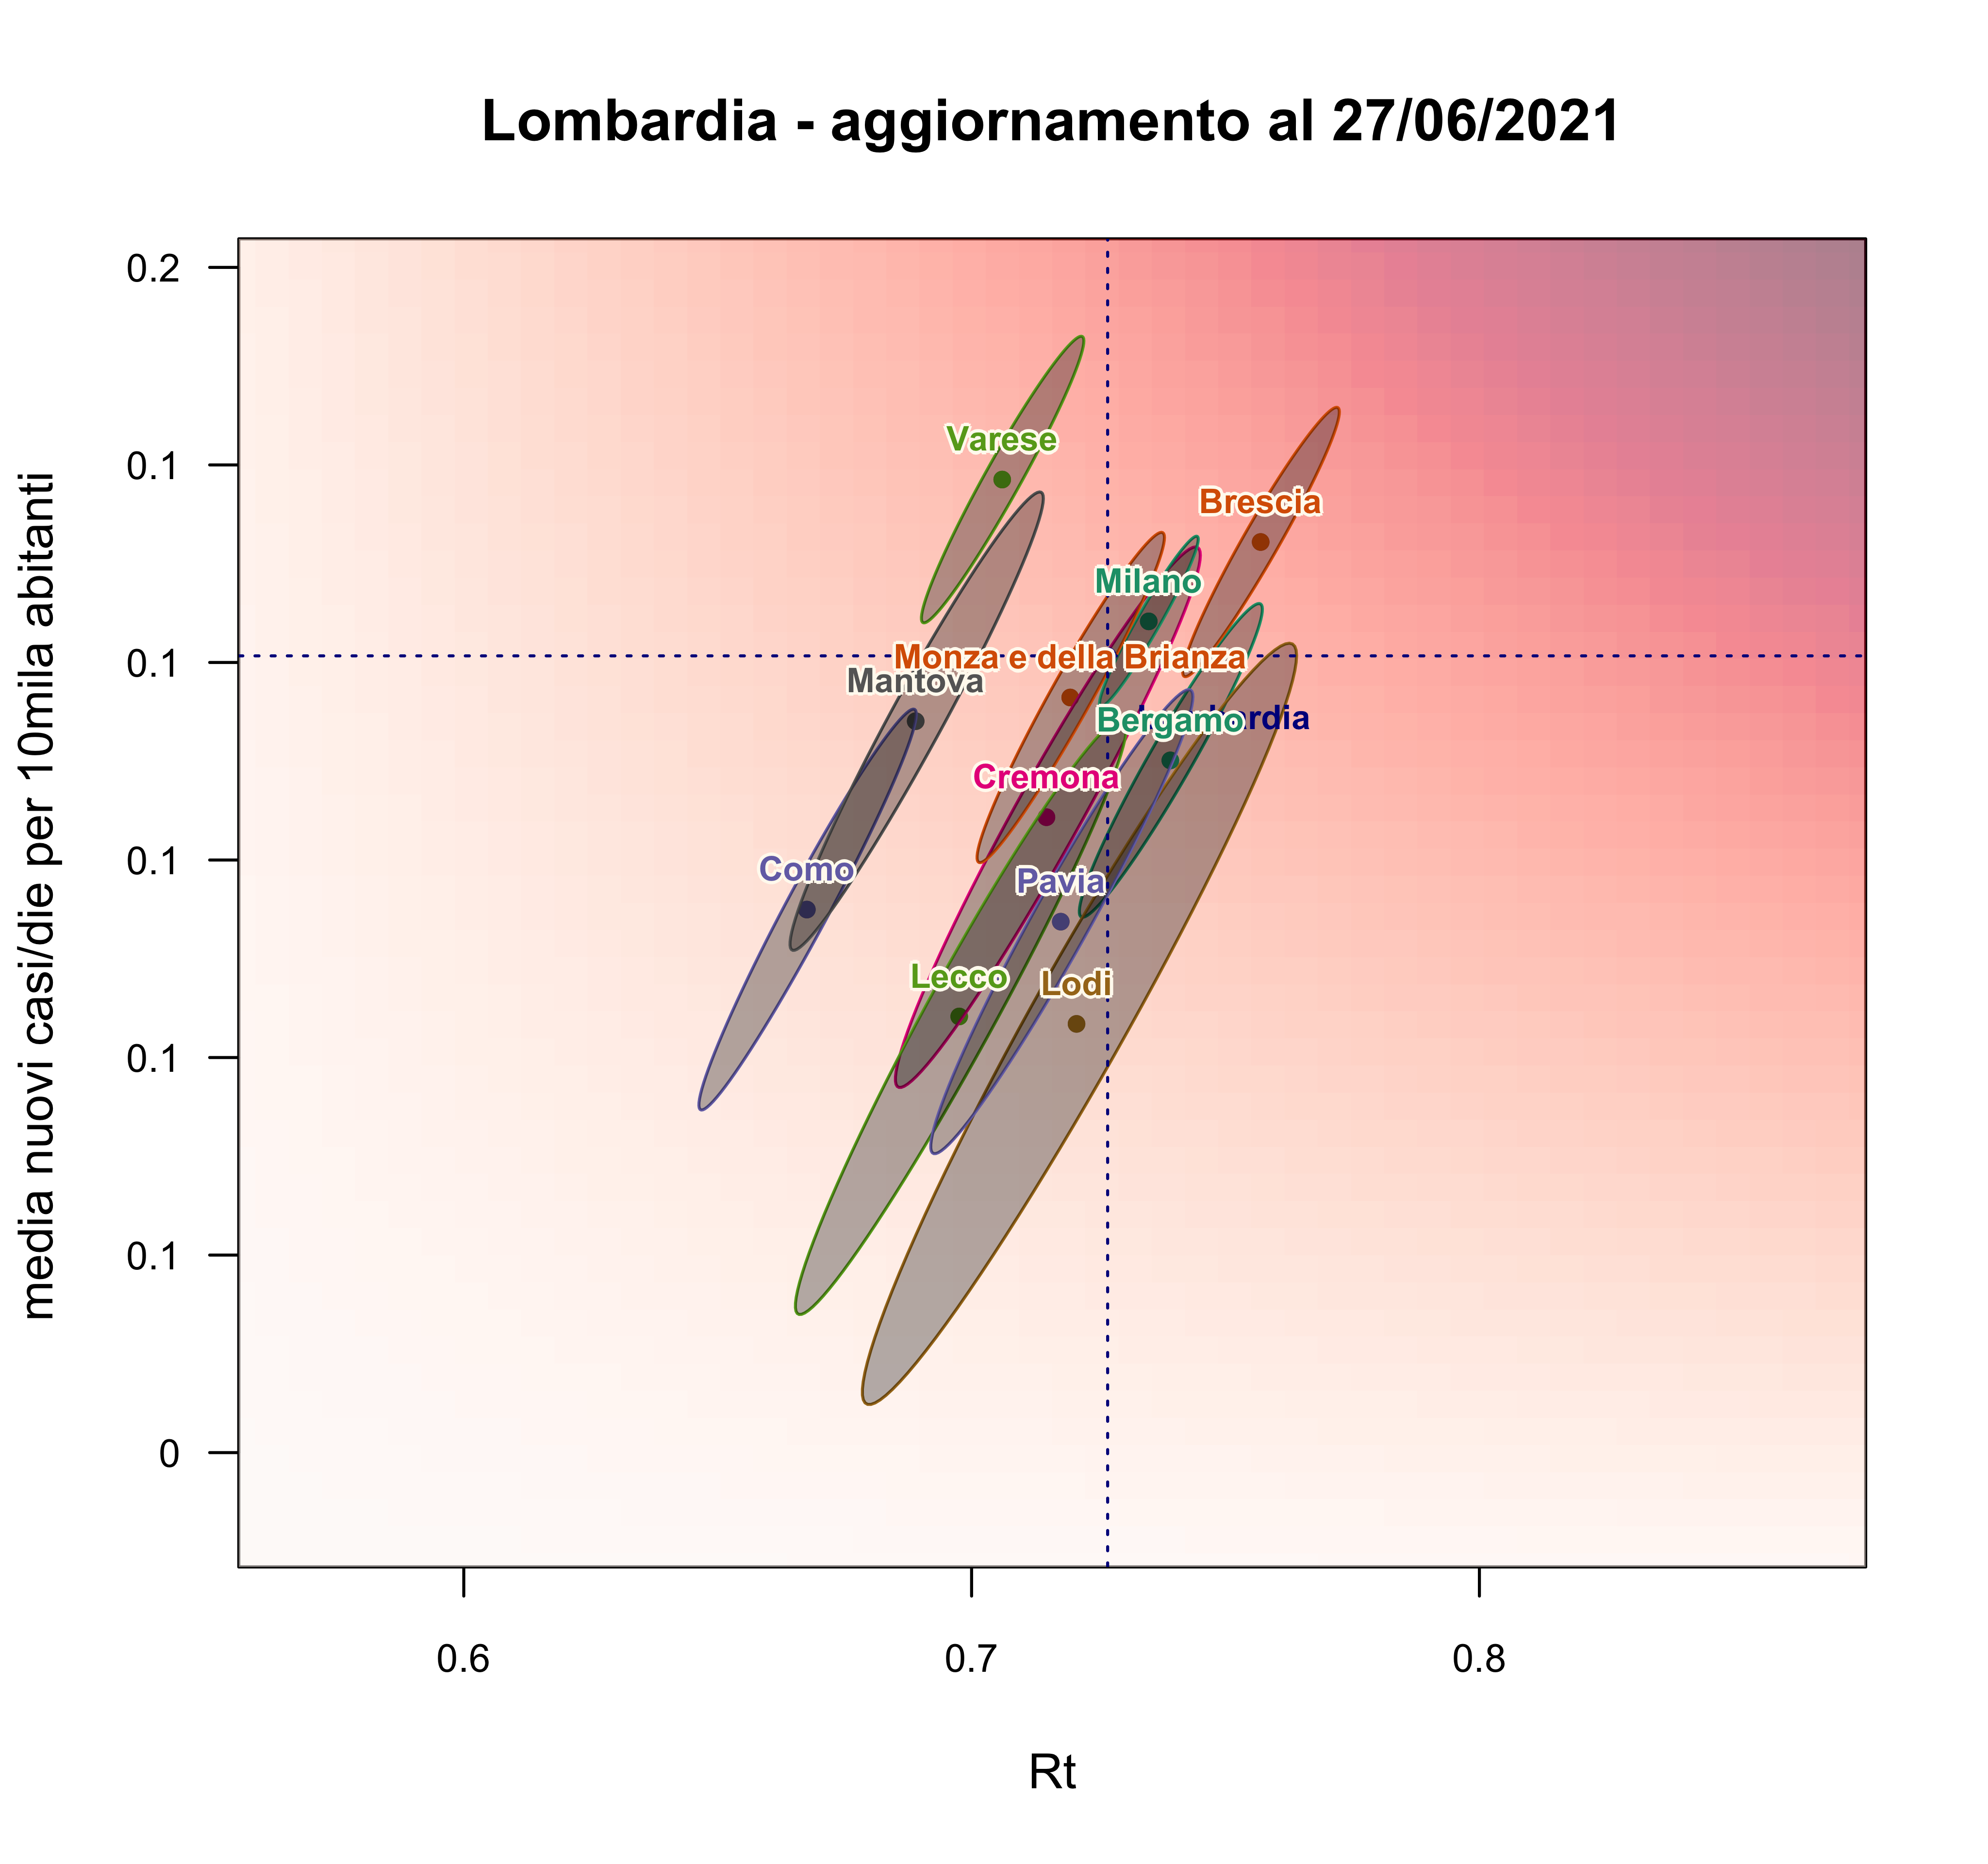 Lombardia - aggiornamento al 27/06/2021
media nuovi casi/die per 10mila abitanti
0.2
0.1
0.1
0.1
0.1
0.1
0
Varese
Brescia
Milano
Monza e della Brianza
Mantova
Bergamo
Cremona
Como
Pavia
Lecco
Lodi
0.6
0.7
0.8
Rt